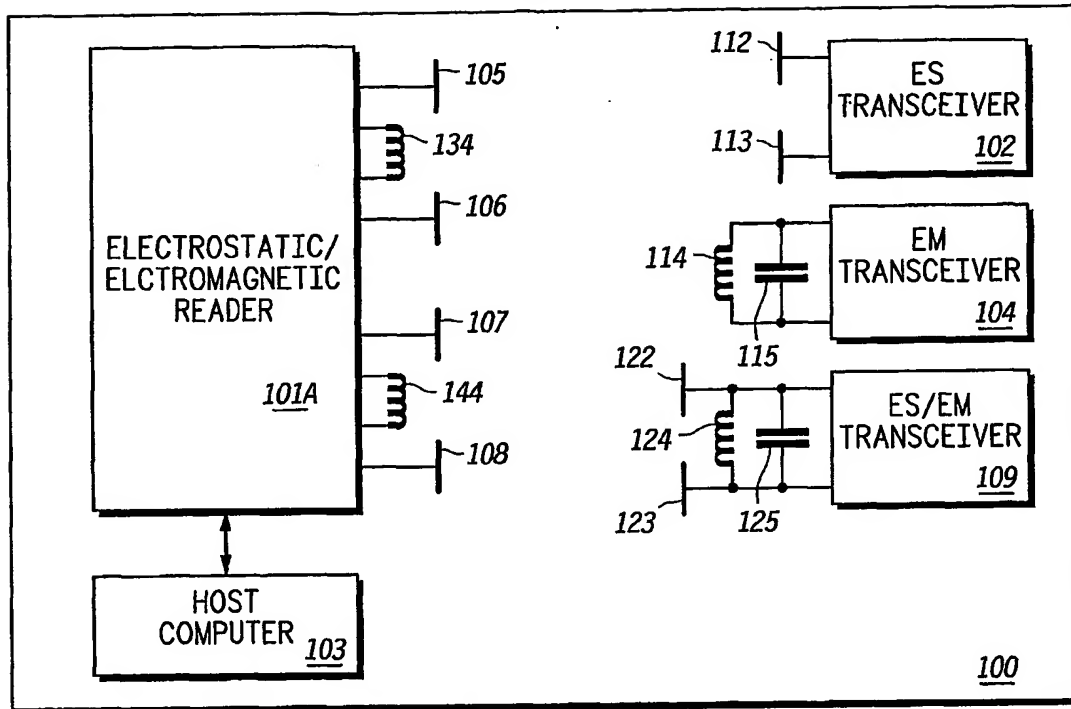 105
134
106
ELECTROSTATIC/
ELCTROMAGNETIC
READER
107
101A
144
108
HOST
COMPUTER
103
112
ES
TRANSCEIVER
113
102
114
EM
TRANSCEIVER
115
104
122
ES/EM
124
TRANSCEIVER
109
123
125
100